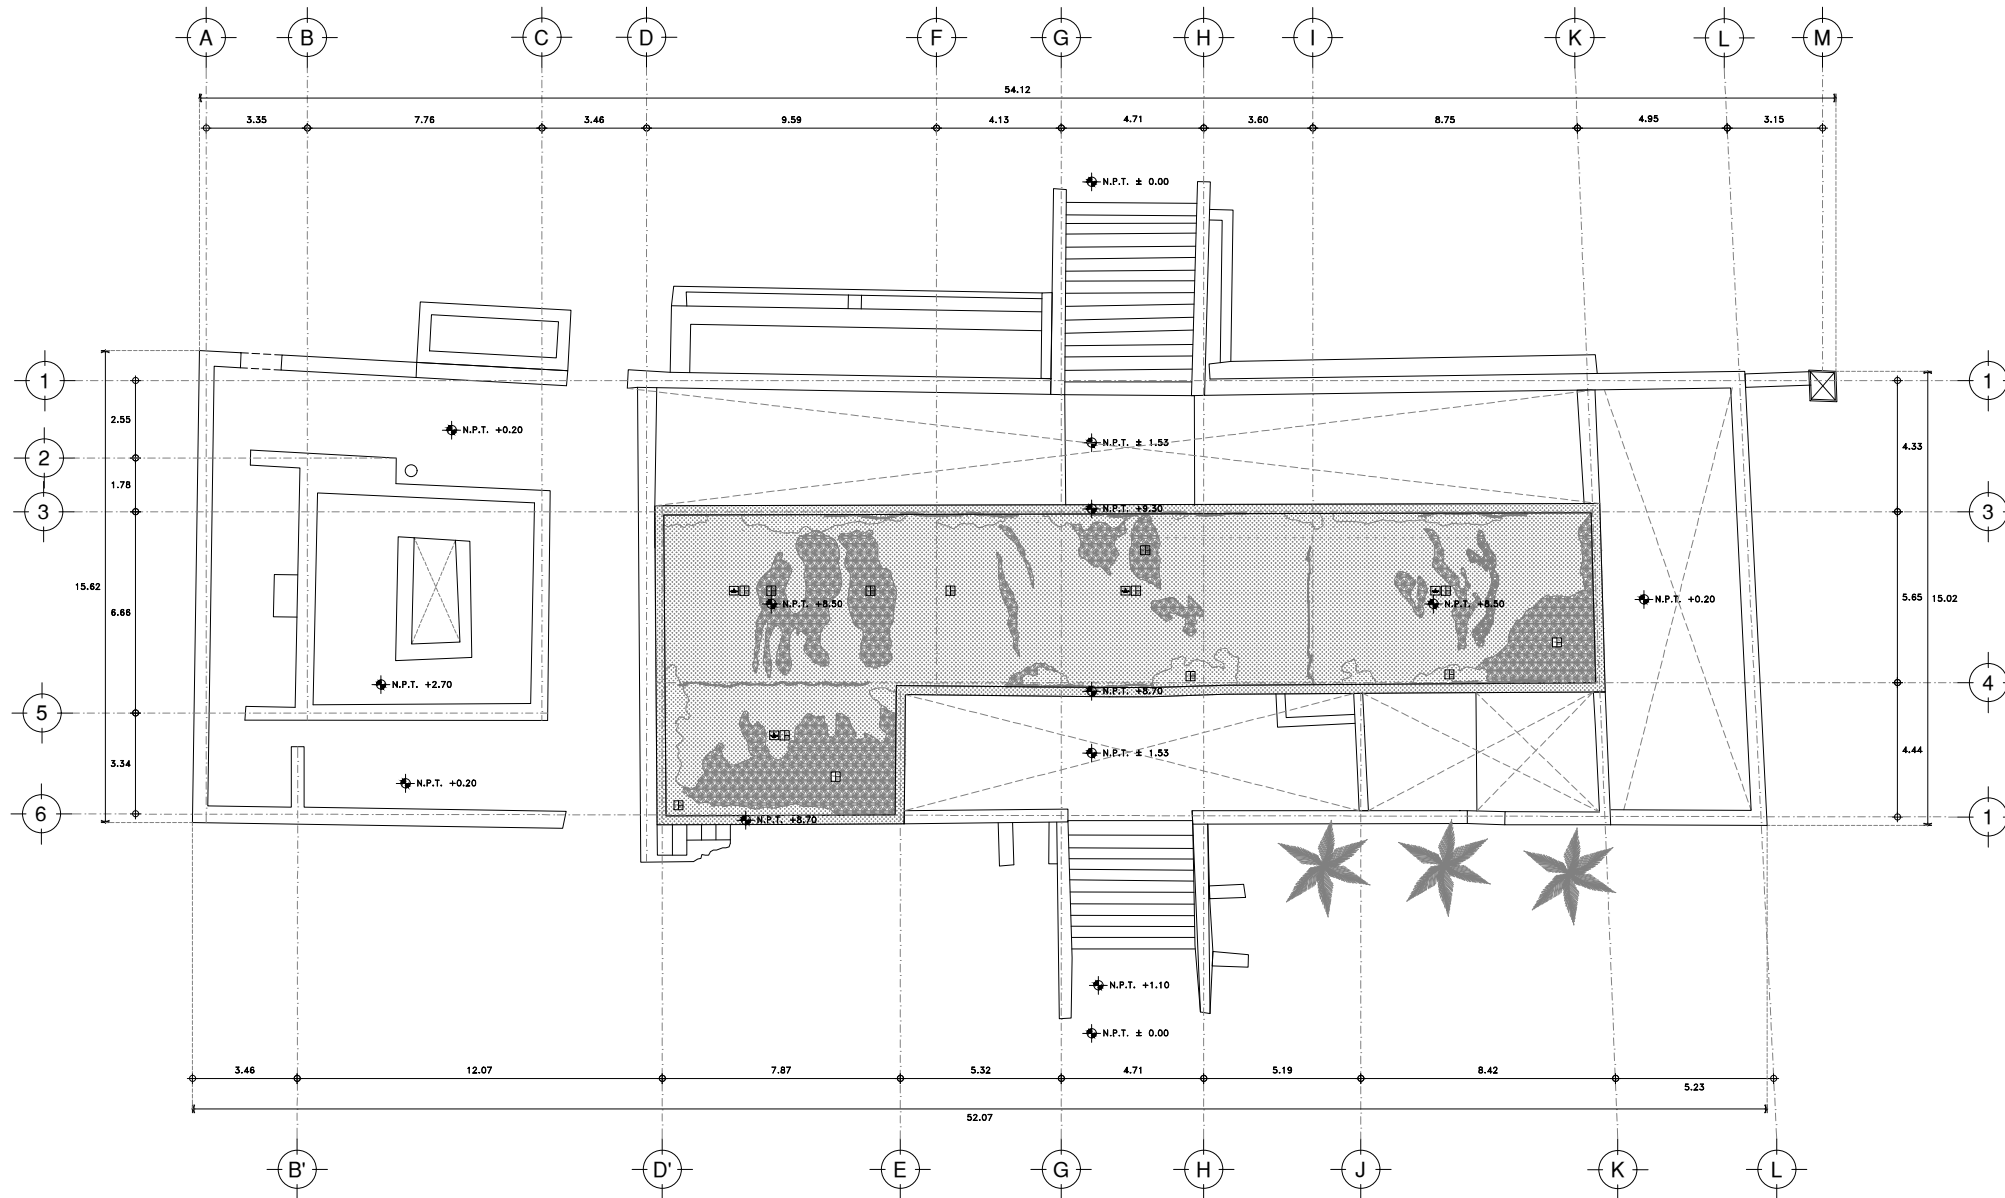 A B C D F G H I K L M
54.12
3.35 7.76 3.46 9.59 4.13 4.71 3.60 8.75 4.95 3.15
N.P.T. ± 0.00
1 1
2.55
N.P.T. +0.20
2
N.P.T. ± 1.53
4.33
1.78
3 3
N.P.T. +9.30
15.62
6.66
N.P.T. +8.50
N.P.T. +8.50
N.P.T. +0.20
5.65 15.02
N.P.T. +2.70
N.P.T. +8.70
4
5
3.34
N.P.T. ± 1.53
4.44
N.P.T. +0.20
6
N.P.T. +8.70
1
N.P.T. +1.10
N.P.T. ± 0.00
3.46 12.07 7.87 5.32 4.71 5.19 8.42 5.23
52.07
B' D' E G H J K L